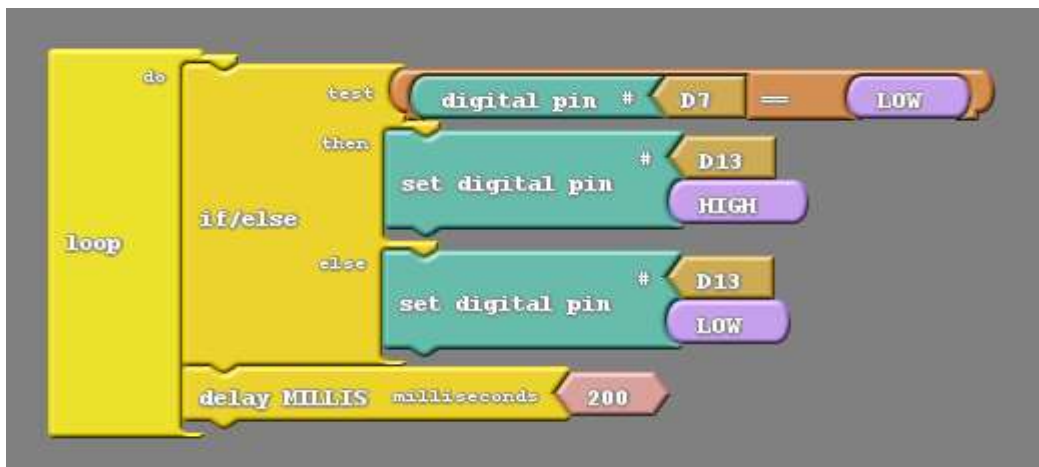 do
test digital pin # D7 == LOW
then # D13
set digital pin HIGH
if/else
loop
else # D13
set digital pin LOW
delay MILLIS milliseconds 200